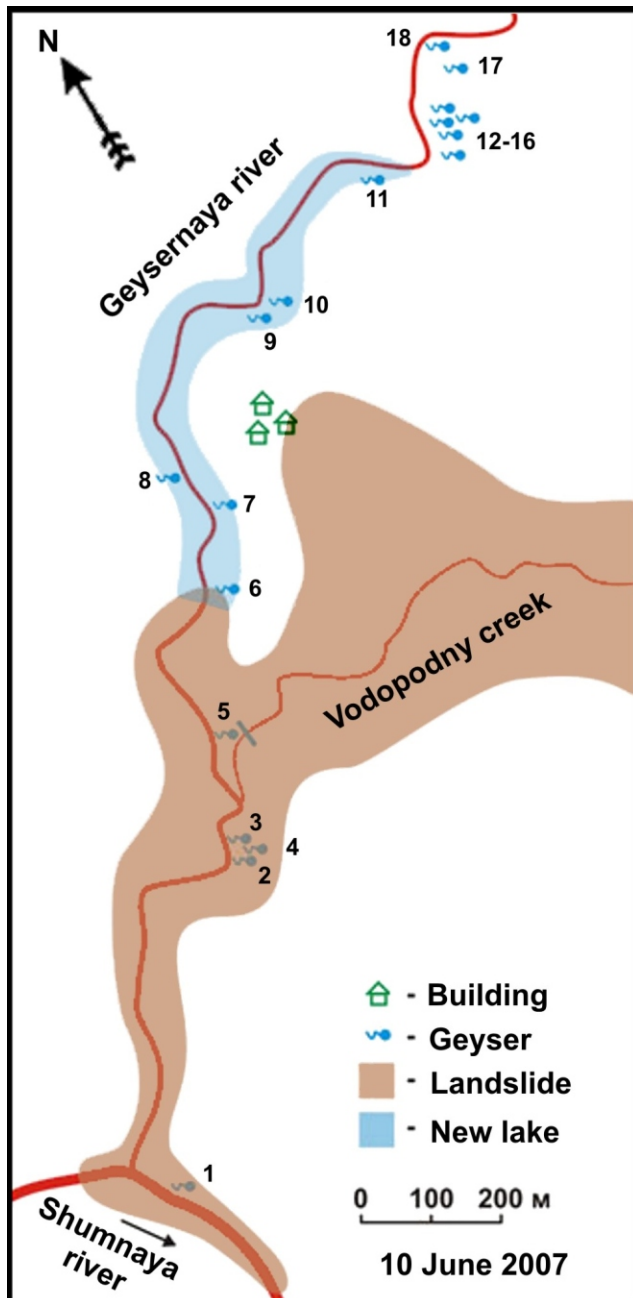 N
18
17
12-16
11
Geysernaya river
10
9
8
7
6
Vodopodny creek
5
3
4
2
1
- Building
- Geyser
- Landslide
- New lake
0 100 200 м
Shumnaya
river
10 June 2007